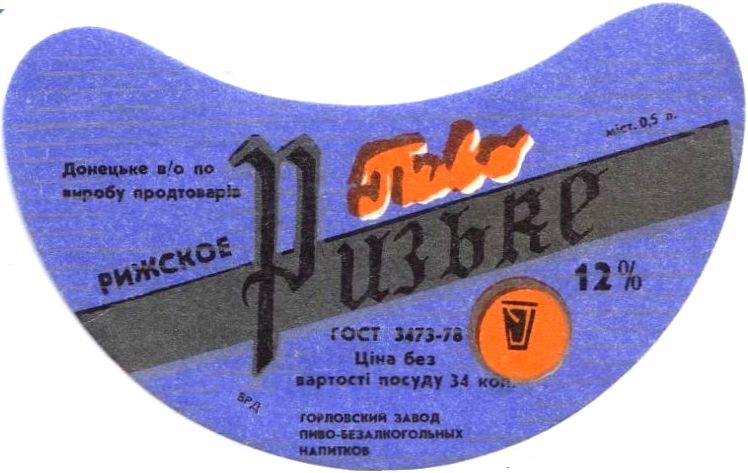 міст. 0,5 л.
Донецьке в/о по
виробу продтоварів
Пиво
Ризьке
РИЖСКОЕ
12%
ГОСТ 3473-78
Ціна без
вартості посуду 34 коп.
БРД
ГОРЛОВСКИЙ ЗАВОД
ПИВО-БЕЗАЛКОГОЛЬНЫХ
НАПИТКОВ